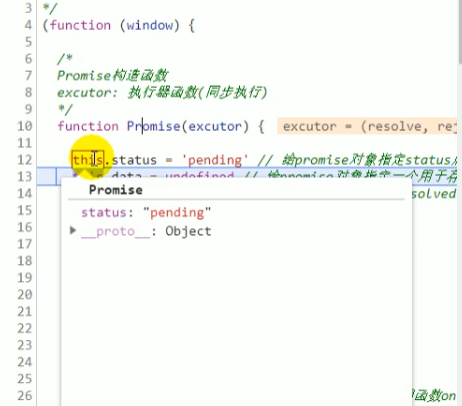 3 */
4 (function (window) {
5
6 /*
7 Promise构造函数
8 excutor: 执行器函数(同步执行)
9 */
10 function Promise(excutor) { excutor = (resolve, rej
11
12 this.status = 'pending' // 给promise对象指定status
13 data = undefined // 给promise对象指定一个用于存
14 Promise esolved
15 status: "pending"
16 __proto__: Object
17
18
19
20
21
22
23
24
25
26 函数on